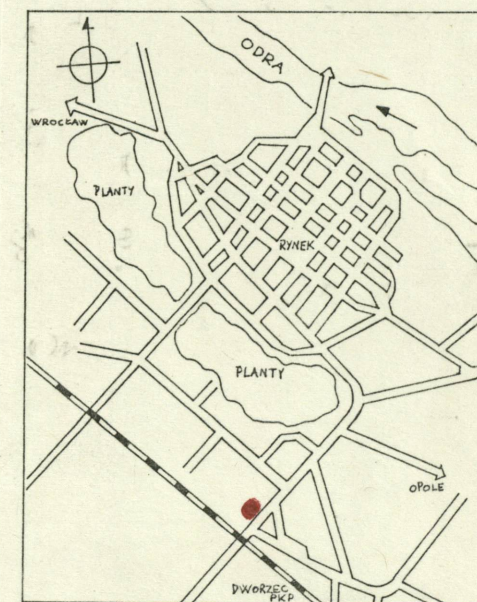 ODRA
WROCŁAW
PLANTY
RYNEK
PLANTY
OPOLE
DWORZEC
PKP